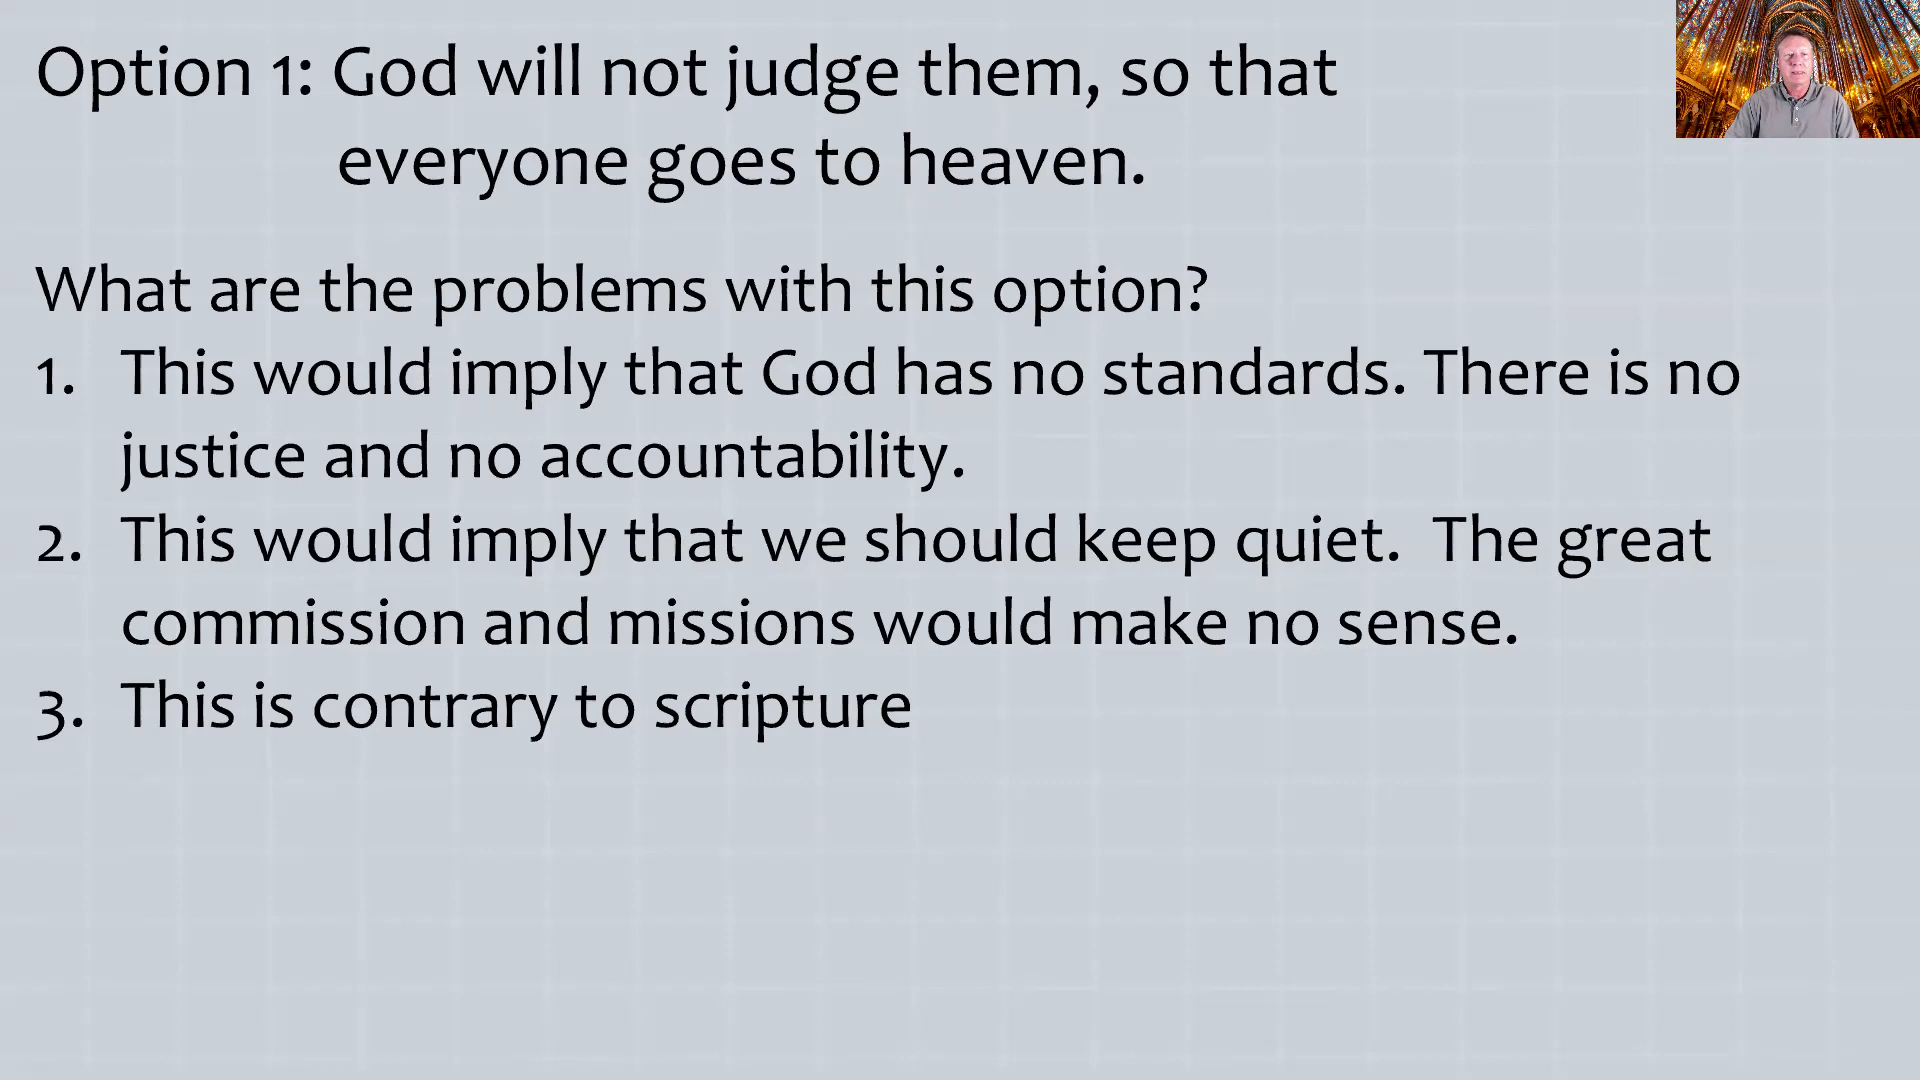 Option 1: God will not judge them, so that
everyone goes to heaven.
What are the problems with this option?
1. This would imply that God has no standards. There is no
justice and no accountability.
2. This would imply that we should keep quiet.  The great
commission and missions would make no sense.
3. This is contrary to scripture